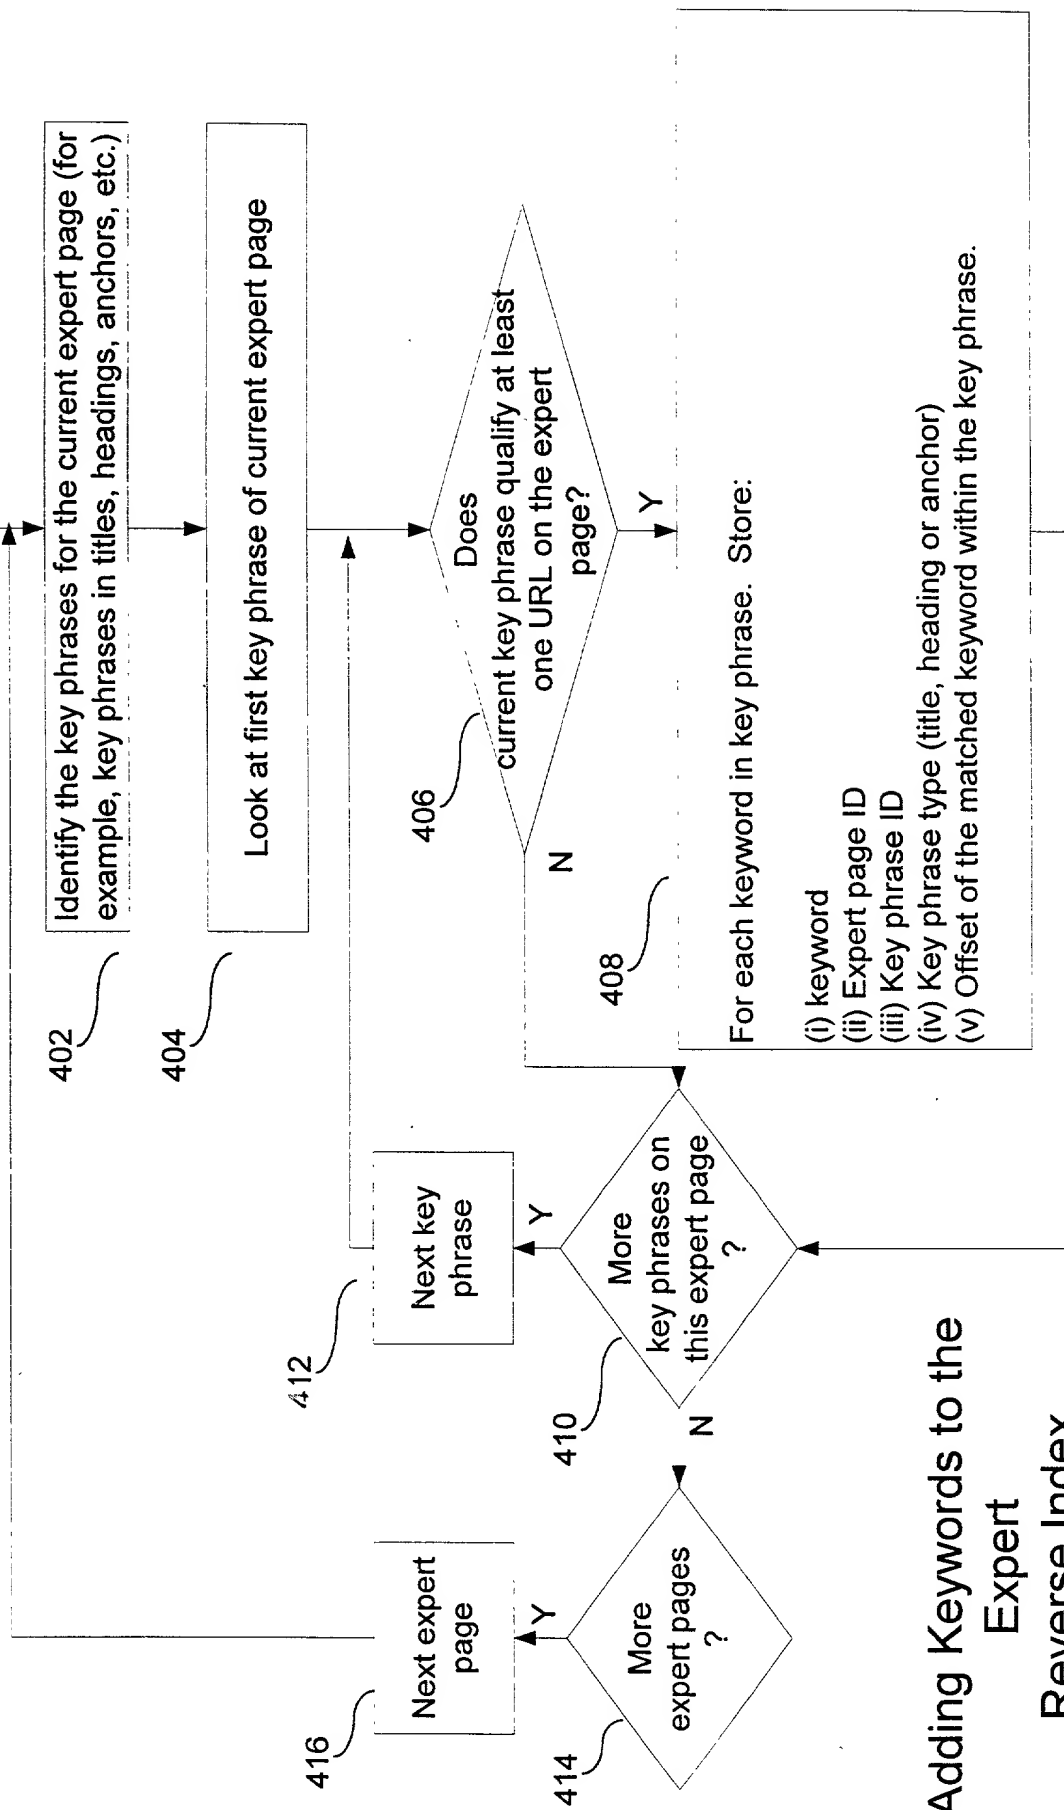 402
Identify the key phrases for the current expert page (for
example, key phrases in titles, headings, anchors, etc.)
404
Look at first key phrase of current expert page
406
Does
current key phrase qualify at least
one URL on the expert
page?
Y
N
408
For each keyword in key phrase. Store:
(i) keyword
(ii) Expert page ID
(iii) Key phrase ID
(iv) Key phrase type (title, heading or anchor)
(v) Offset of the matched keyword within the key phrase.
412
Next key
phrase
Y
410
More
key phrases on
this expert page
?
N
416
Next expert
page
Y
414
More
expert pages
?
Adding Keywords to the
Expert
Reverse Index